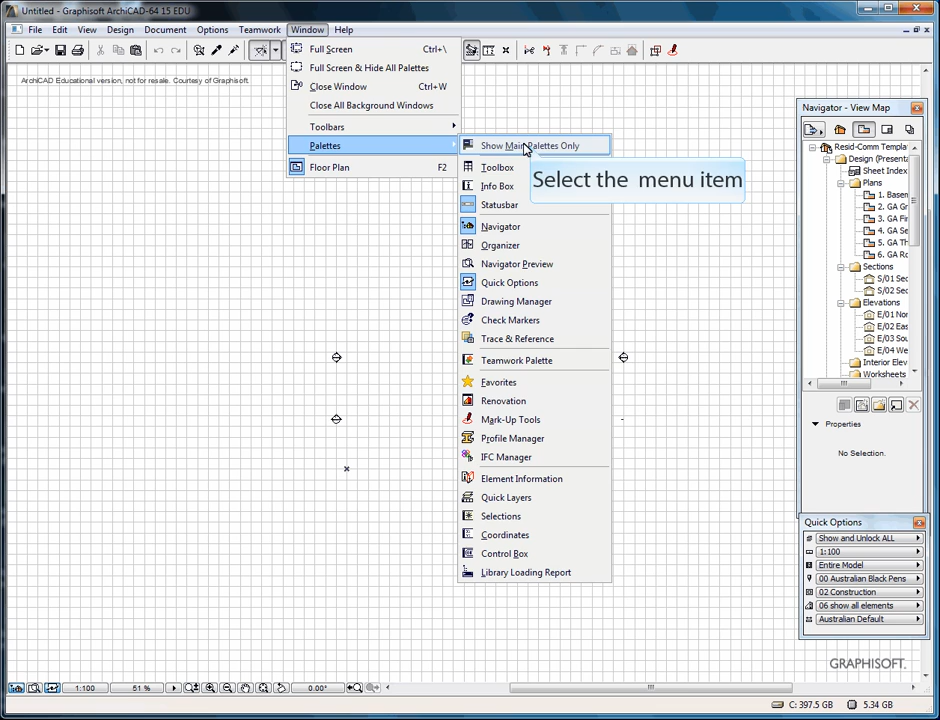 Untitled - Graphisoft ArchiCAD-64 15 EDU
File Edit View Design Document Options Teamwork Window Help
ArchiCAD Educational version, not for resale. Courtesy of Graphisoft.
Full Screen Ctrl+\
Full Screen & Hide All Palettes
Close Window Ctrl+W
Close All Background Windows
Toolbars
Palettes
Floor Plan F2
Show Main Palettes Only
Toolbox
Info Box
Statusbar
Navigator
Organizer
Navigator Preview
Quick Options
Drawing Manager
Check Markers
Trace & Reference
Teamwork Palette
Favorites
Renovation
Mark-Up Tools
Profile Manager
IFC Manager
Element Information
Quick Layers
Selections
Coordinates
Control Box
Library Loading Report
Select the menu item
Navigator - View Map
Resid-Comm Templa
Design (Presenta
Sheet Index
Plans
1. Basem
2. GA Gr
3. GA Fir
4. GA Se
5. GA Th
6. GA Ro
Sections
S/01 Sec
S/02 Sec
Elevations
E/01 Nor
E/02 Eas
E/03 Sou
E/04 We
Interior Elev
Worksheets
Properties
No Selection.
Quick Options
Show and Unlock ALL
1:100
Entire Model
00 Australian Black Pens
02 Construction
06 show all elements
Australian Default
GRAPHISOFT.
1:100 51 % 0.00°
C: 397.5 GB 5.34 GB